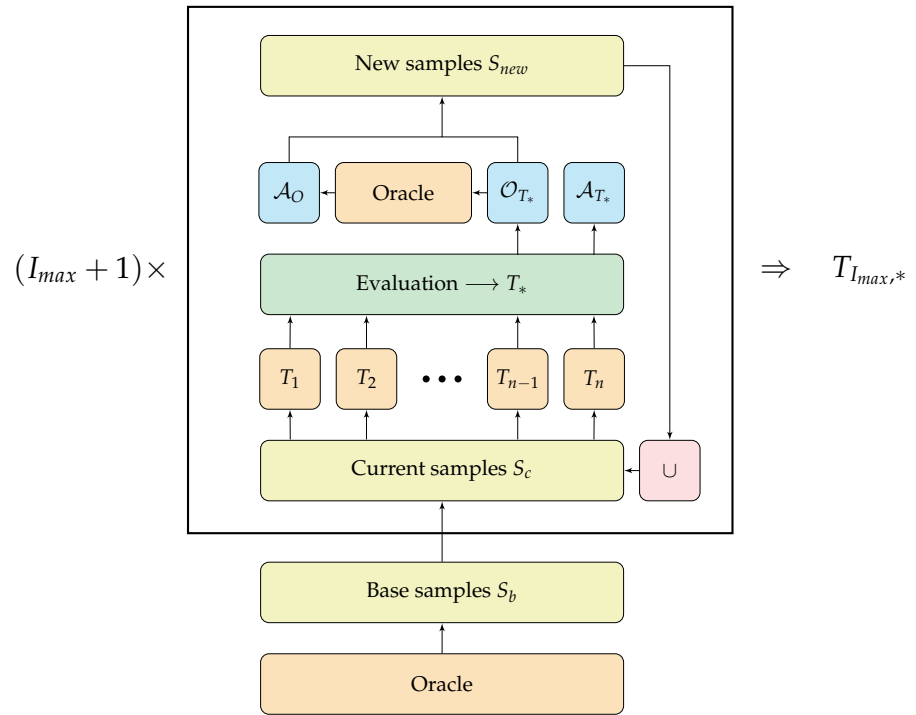 New samples S_new
𝒜_O Oracle 𝒪_T* 𝒜_T*
(I_max + 1)× Evaluation ⟶ T_* ⇒ T_I_max,*
T_1 T_2 ••• T_n−1 T_n
Current samples S_c ∪
Base samples S_b
Oracle